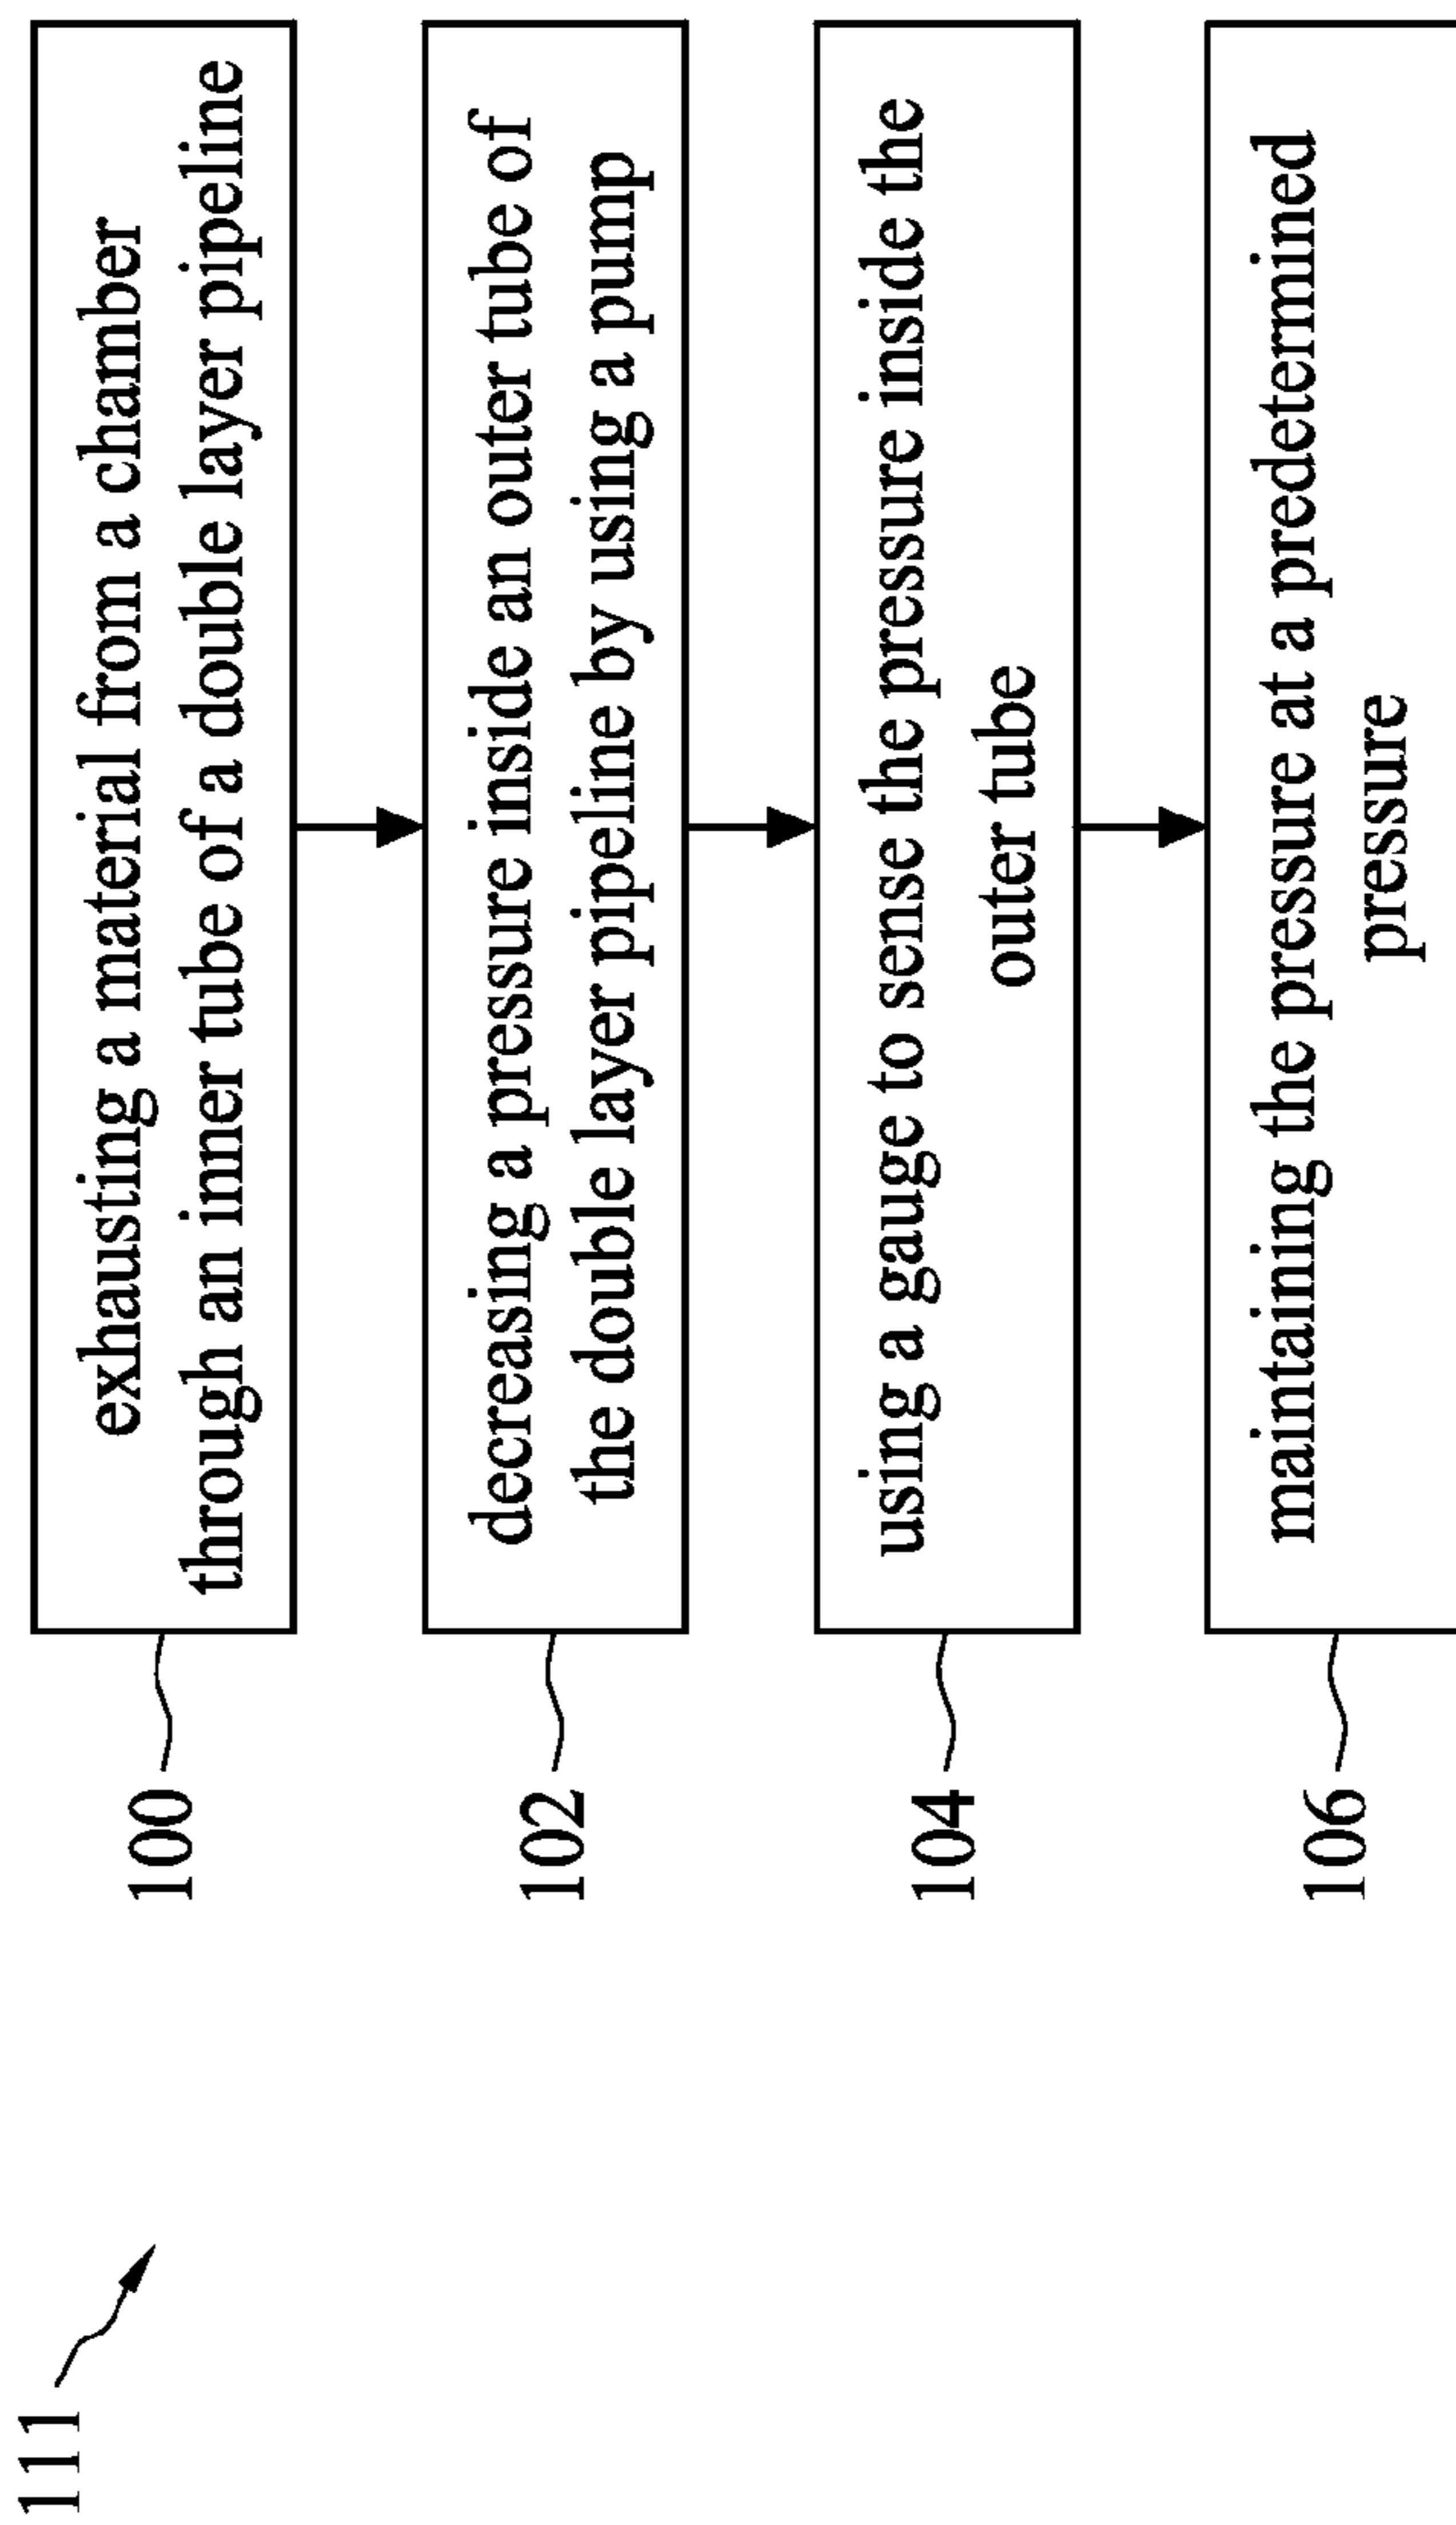 111
100
exhausting a material from a chamber
through an inner tube of a double layer pipeline
102
decreasing a pressure inside an outer tube of
the double layer pipeline by using a pump
104
using a gauge to sense the pressure inside the
outer tube
106
maintaining the pressure at a predetermined
pressure